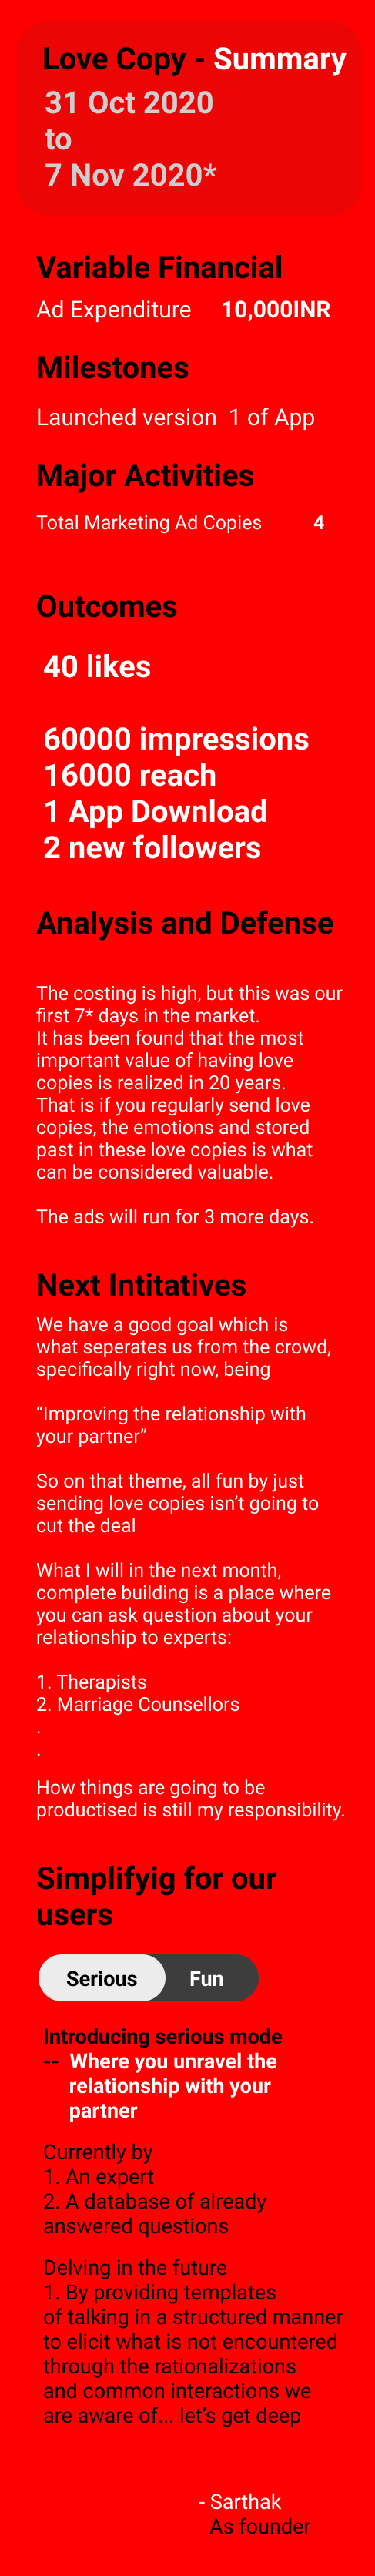 Love Copy - Summary
31 Oct 2020
to
7 Nov 2020*
Variable Financial
Ad Expenditure 10,000INR
Milestones
Launched version 1 of App
Major Activities
Total Marketing Ad Copies 4
Outcomes
40 likes
60000 impressions
16000 reach
1 App Download
2 new followers
Analysis and Defense
The costing is high, but this was our
first 7* days in the market.
It has been found that the most
important value of having love
copies is realized in 20 years.
That is if you regularly send love
copies, the emotions and stored
past in these love copies is what
can be considered valuable.
The ads will run for 3 more days.
Next Intitatives
We have a good goal which is
what seperates us from the crowd,
specifically right now, being
“Improving the relationship with
your partner”
So on that theme, all fun by just
sending love copies isn’t going to
cut the deal
What I will in the next month,
complete building is a place where
you can ask question about your
relationship to experts:
1. Therapists
2. Marriage Counsellors
.
.
How things are going to be
productised is still my responsibility.
Simplifyig for our
users
Serious Fun
Introducing serious mode
-- Where you unravel the
relationship with your
partner
Currently by
1. An expert
2. A database of already
answered questions
Delving in the future
1. By providing templates
of talking in a structured manner
to elicit what is not encountered
through the rationalizations
and common interactions we
are aware of... let’s get deep
- Sarthak
As founder